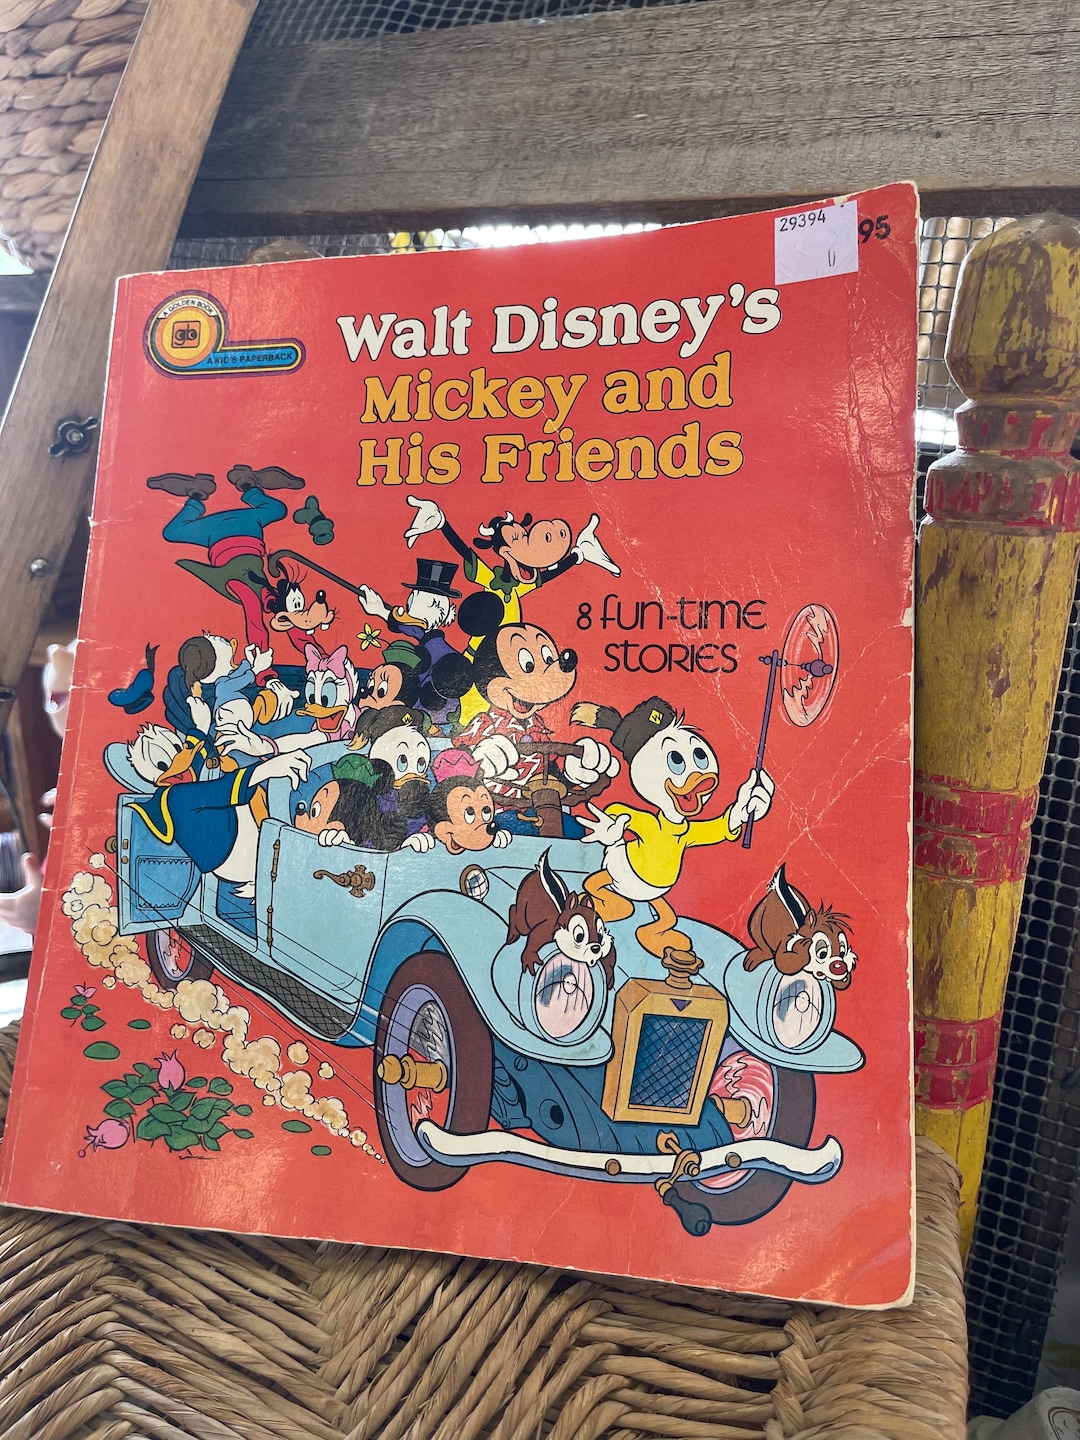 29394
95
A GOLDEN BOOK
gb
A KID'S PAPERBACK
Walt Disney's
Mickey and
His Friends
8 fun-time
stories